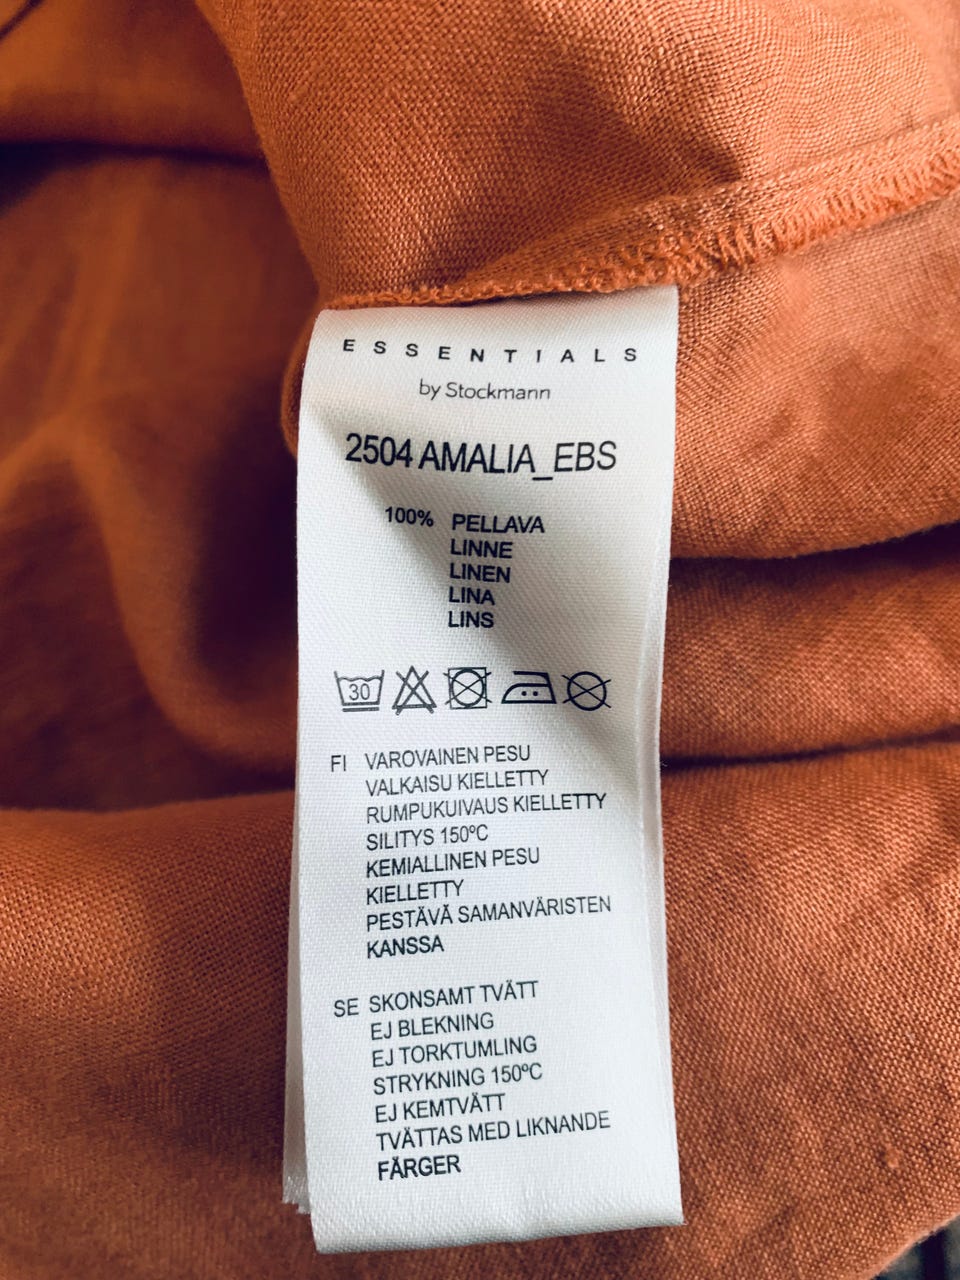 ESSENTIALS
by Stockmann
2504 AMALIA_EBS
100% PELLAVA
LINNE
LINEN
LINA
LINS
30
FI VAROVAINEN PESU
VALKAISU KIELLETTY
RUMPUKUIVAUS KIELLETTY
SILITYS 150ºC
KEMIALLINEN PESU
KIELLETTY
PESTÄVÄ SAMANVÄRISTEN
KANSSA
SE SKONSAMT TVÄTT
EJ BLEKNING
EJ TORKTUMLING
STRYKNING 150ºC
EJ KEMTVÄTT
TVÄTTAS MED LIKNANDE
FÄRGER